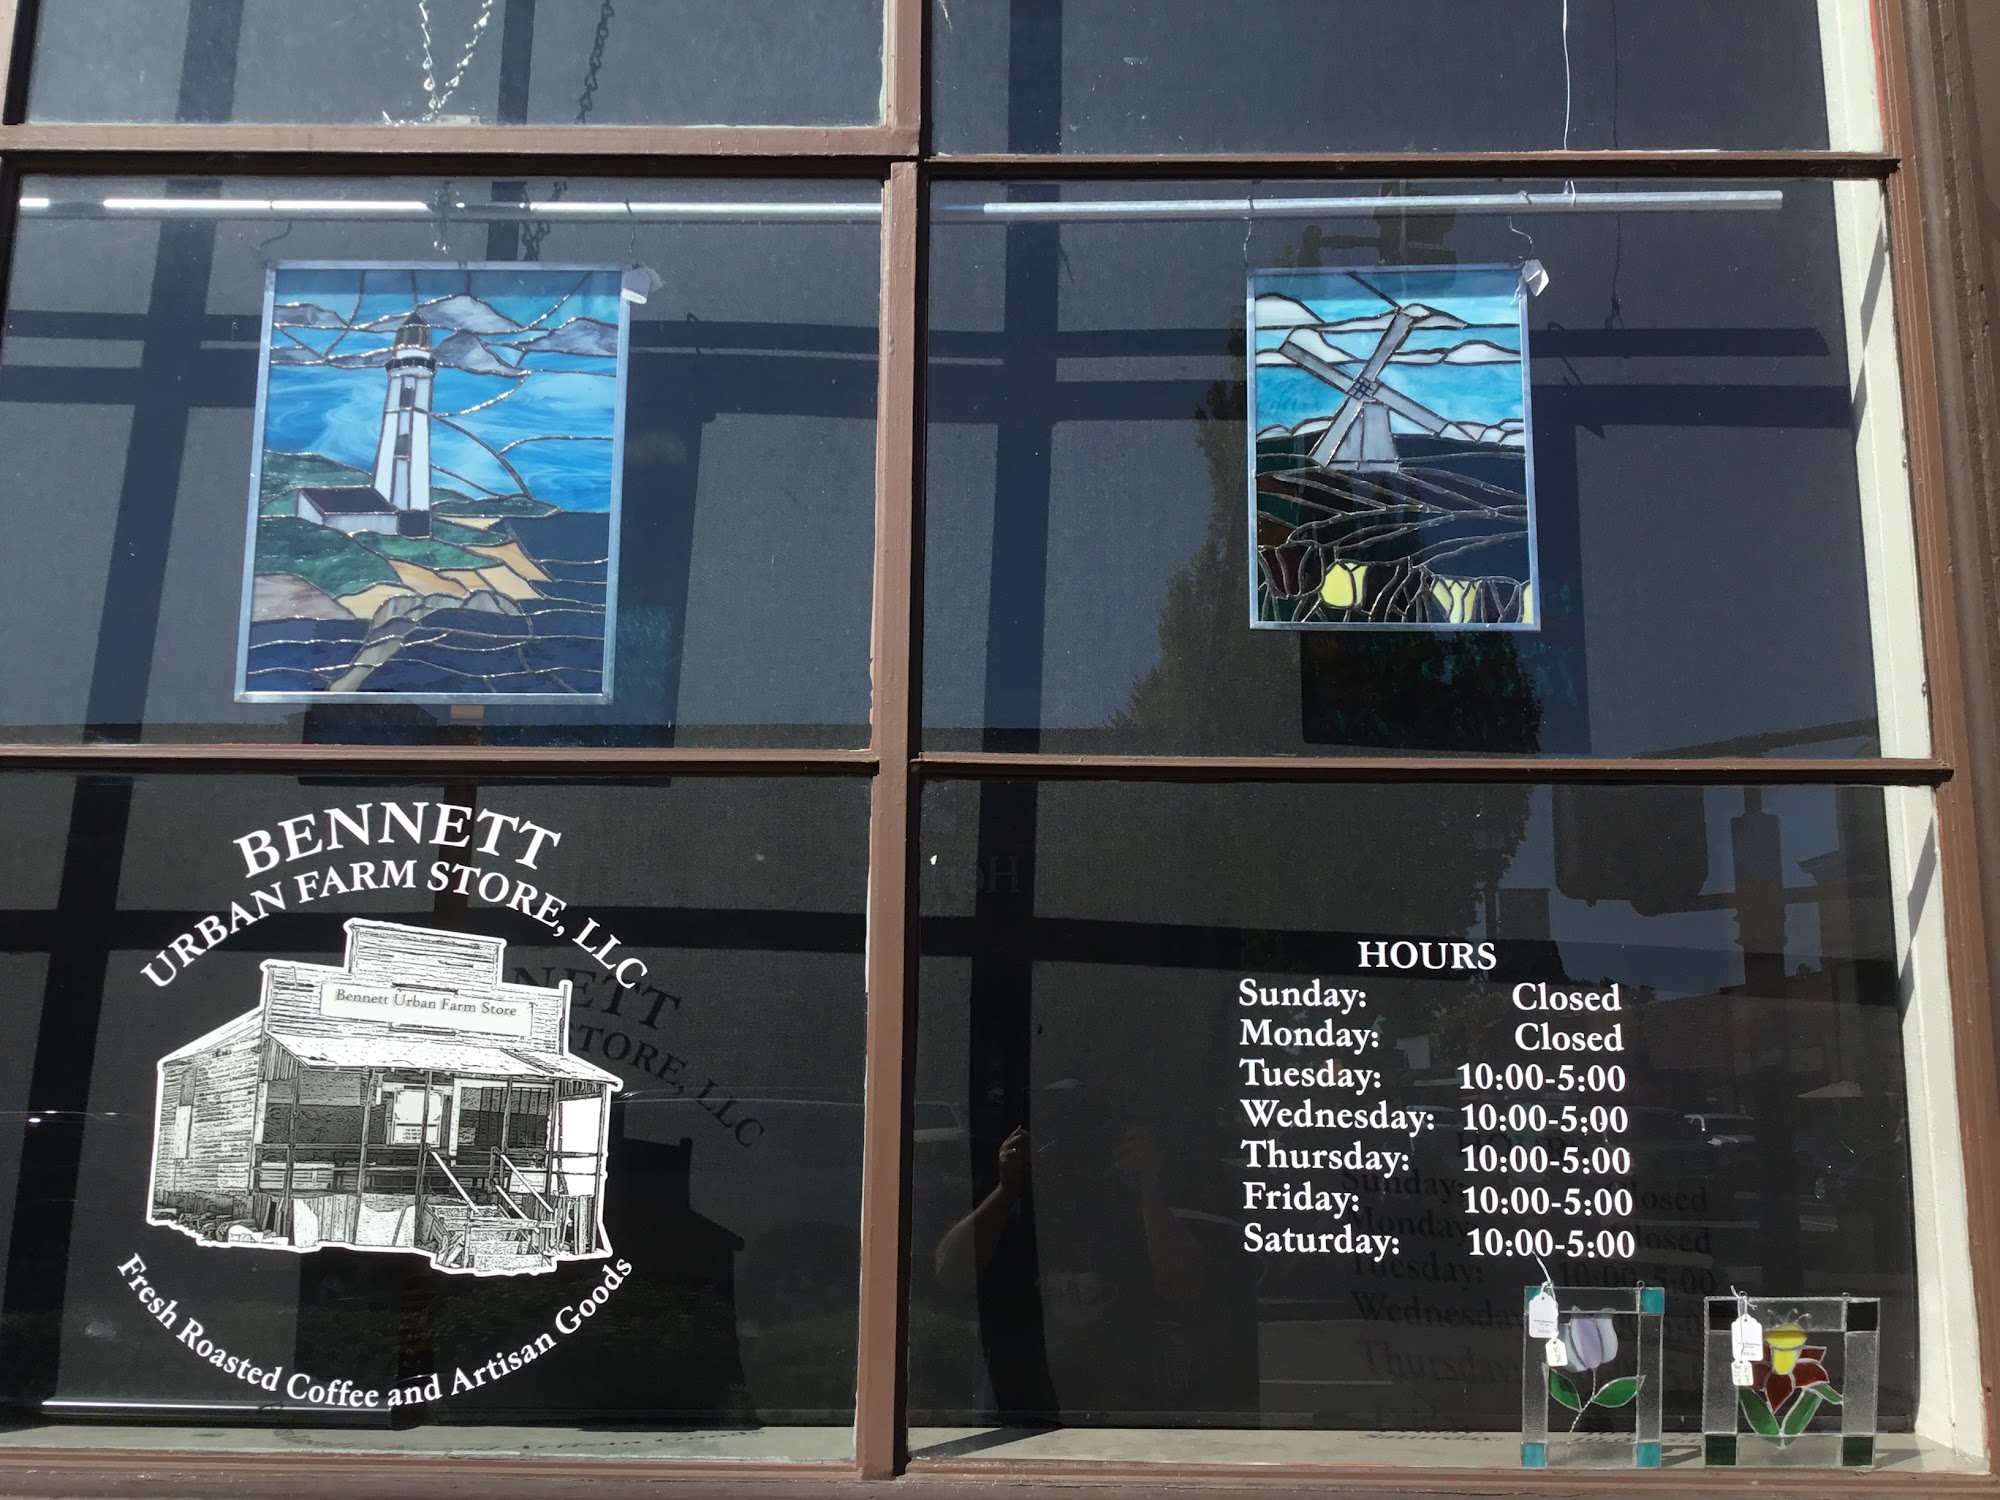 BENNETT
URBAN FARM STORE, LLC
Bennett Urban Farm Store
Fresh Roasted Coffee and Artisan Goods
HOURS
Sunday: Closed
Monday: Closed
Tuesday: 10:00-5:00
Wednesday: 10:00-5:00
Thursday: 10:00-5:00
Friday: 10:00-5:00
Saturday: 10:00-5:00